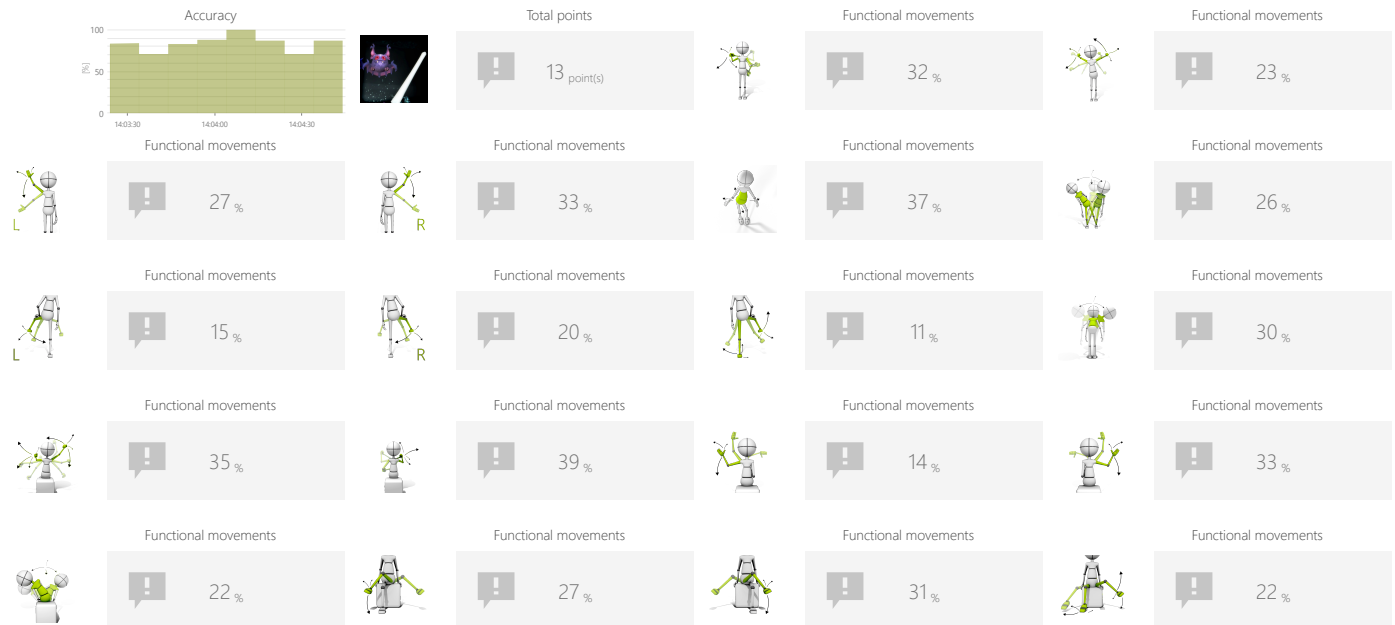 Accuracy
100
[%]
50
0
14:03:30
14:04:00
14:04:30
Total points
13 point(s)
Functional movements
32 %
Functional movements
23 %
Functional movements
L
27 %
Functional movements
R
33 %
Functional movements
37 %
Functional movements
26 %
Functional movements
L
15 %
Functional movements
R
20 %
Functional movements
11 %
Functional movements
30 %
Functional movements
35 %
Functional movements
39 %
Functional movements
14 %
Functional movements
33 %
Functional movements
22 %
Functional movements
27 %
Functional movements
31 %
Functional movements
22 %